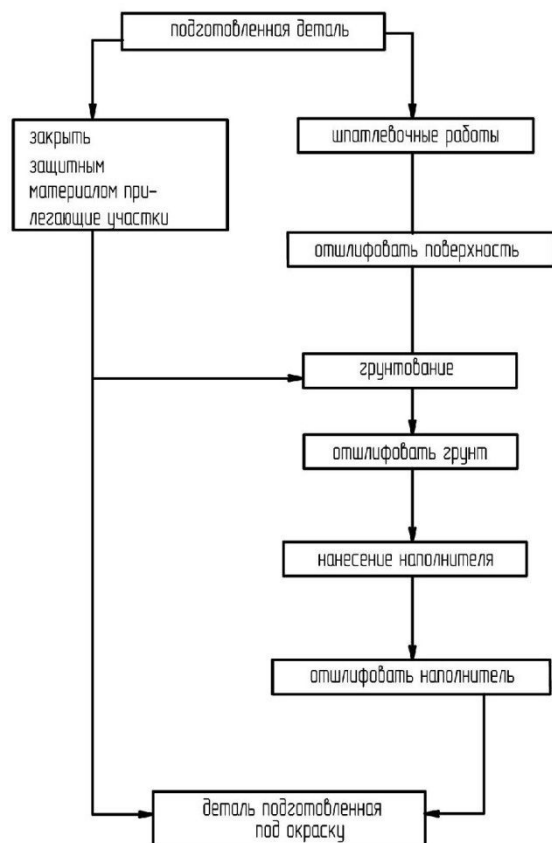 подготовленная деталь
закрыть
защитным
материалом при-
легающие участки
шпатлевочные работы
отшлифовать поверхность
грунтование
отшлифовать грунт
нанесение наполнителя
отшлифовать наполнитель
деталь подготовленная
под окраску